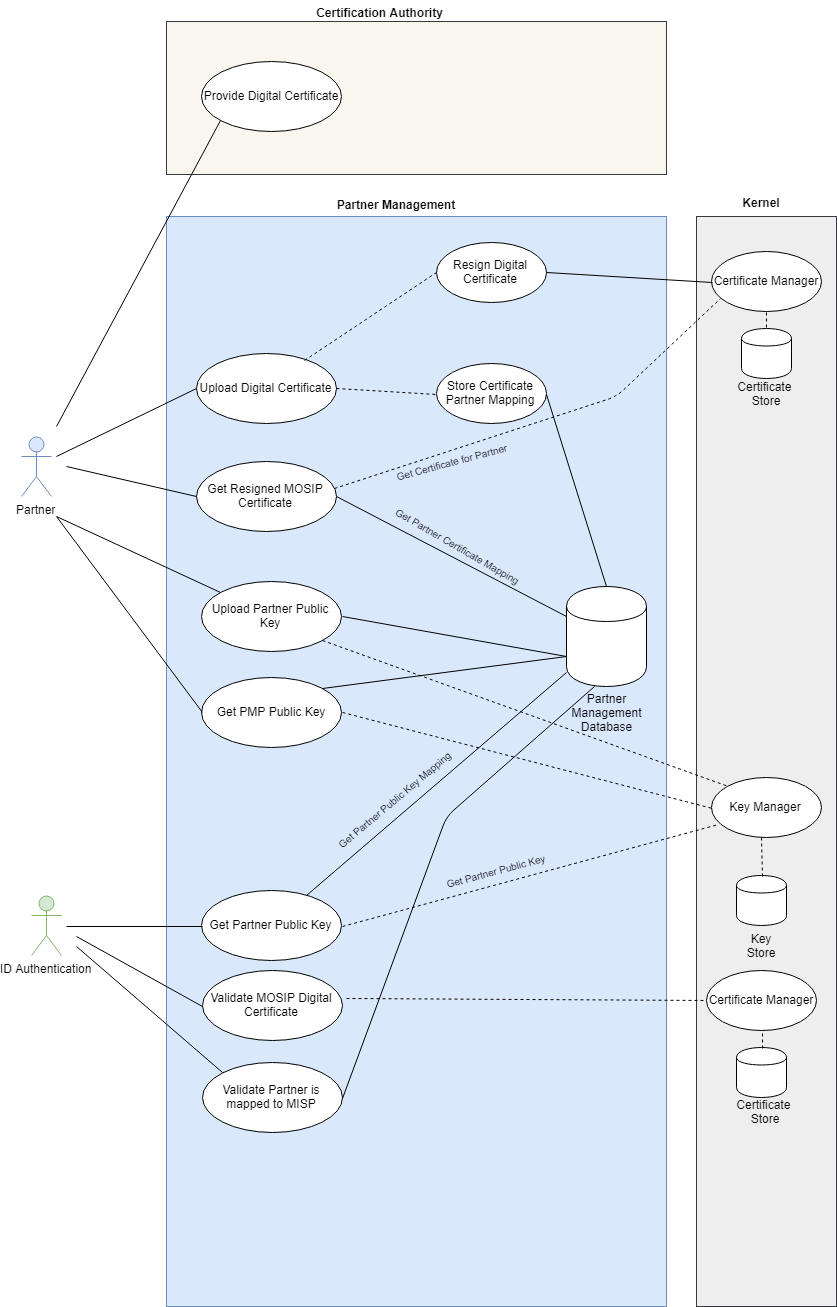 Certification Authority
Provide Digital Certificate
Partner Management
Kernel
Resign Digital
Certificate
Certificate Manager
Upload Digital Certificate
Store Certificate
Partner Mapping
Certificate
Store
Get Certificate for Partner
Get Resigned MOSIP
Certificate
Partner
Get Partner Certificate Mapping
Upload Partner Public
Key
Get PMP Public Key
Partner
Management
Database
Get Partner Public Key Mapping
Key Manager
Get Partner Public Key
Get Partner Public Key
Key
Store
ID Authentication
Validate MOSIP Digital
Certificate
Certificate Manager
Validate Partner is
mapped to MISP
Certificate
Store